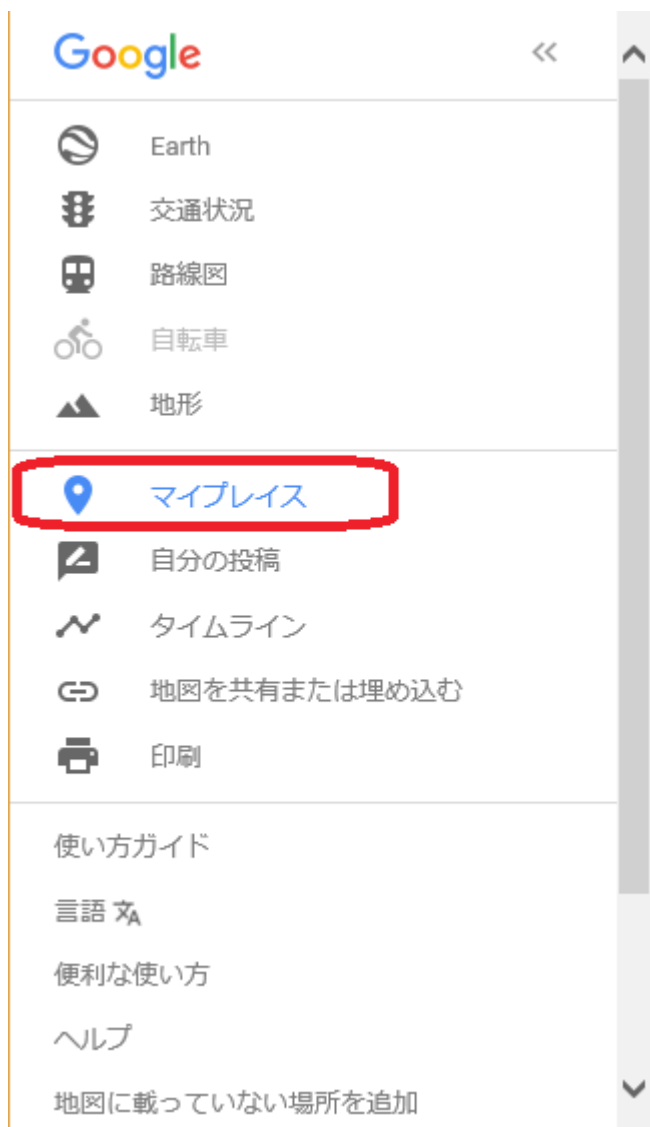 Google
Earth
交通状況
路線図
自転車
地形
マイプレイス
自分の投稿
タイムライン
地図を共有または埋め込む
印刷
使い方ガイド
言語
便利な使い方
ヘルプ
地図に載っていない場所を追加